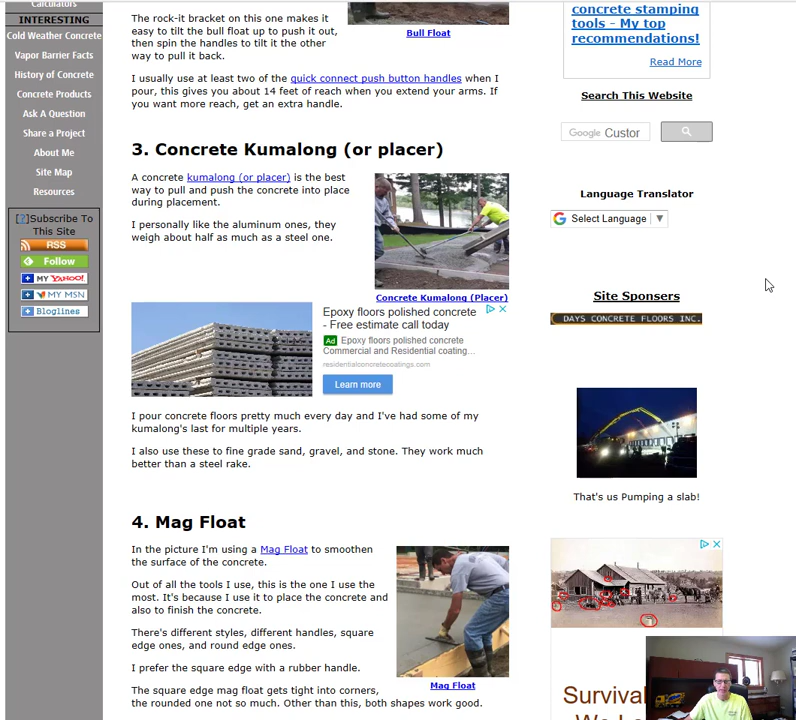 Calculators
INTERESTING
Cold Weather Concrete
Vapor Barrier Facts
History of Concrete
Concrete Products
Ask A Question
Share a Project
About Me
Site Map
Resources
[?]Subscribe To
This Site
RSS
Follow
MY YAHOO!
MY MSN
Bloglines
The rock-it bracket on this one makes it
easy to tilt the bull float up to push it out,
then spin the handles to tilt it the other
way to pull it back.
Bull Float
I usually use at least two of the quick connect push button handles when I
pour, this gives you about 14 feet of reach when you extend your arms. If
you want more reach, get an extra handle.
3. Concrete Kumalong (or placer)
A concrete kumalong (or placer) is the best
way to pull and push the concrete into place
during placement.
I personally like the aluminum ones, they
weigh about half as much as a steel one.
Concrete Kumalong (Placer)
Epoxy floors polished concrete
- Free estimate call today
Ad Epoxy floors polished concrete
Commercial and Residential coating...
residentialconcretecoatings.com
Learn more
I pour concrete floors pretty much every day and I've had some of my
kumalong's last for multiple years.
I also use these to fine grade sand, gravel, and stone. They work much
better than a steel rake.
4. Mag Float
In the picture I'm using a Mag Float to smoothen
the surface of the concrete.
Out of all the tools I use, this is the one I use the
most. It's because I use it to place the concrete and
also to finish the concrete.
There's different styles, different handles, square
edge ones, and round edge ones.
I prefer the square edge with a rubber handle.
The square edge mag float gets tight into corners,
the rounded one not so much. Other than this, both shapes work good.
Mag Float
concrete stamping
tools - My top
recommendations!
Read More
Search This Website
Google Custor
Language Translator
Select Language
Site Sponsors
DAYS CONCRETE FLOORS INC.
That's us Pumping a slab!
Survival